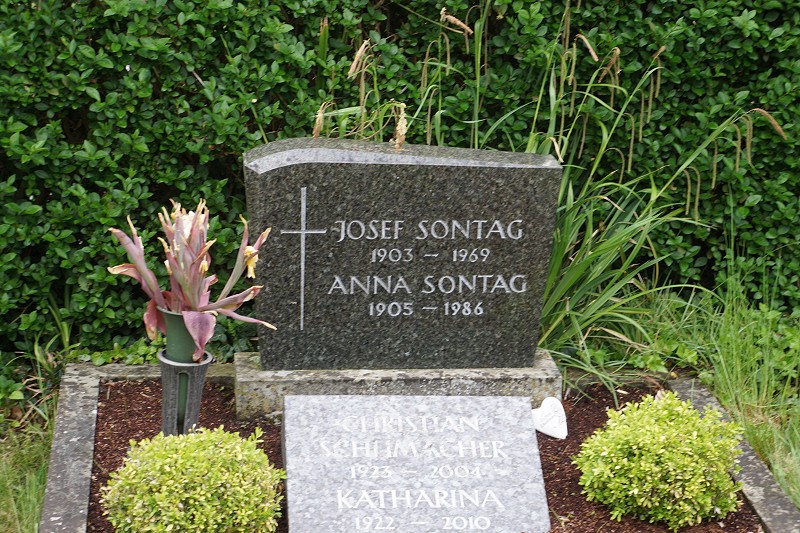 JOSEF SONTAG
1903 – 1969
ANNA SONTAG
1905 – 1986
CHRISTIAN
SCHUMACHER
1923 – 2004
KATHARINA
1922 – 2010